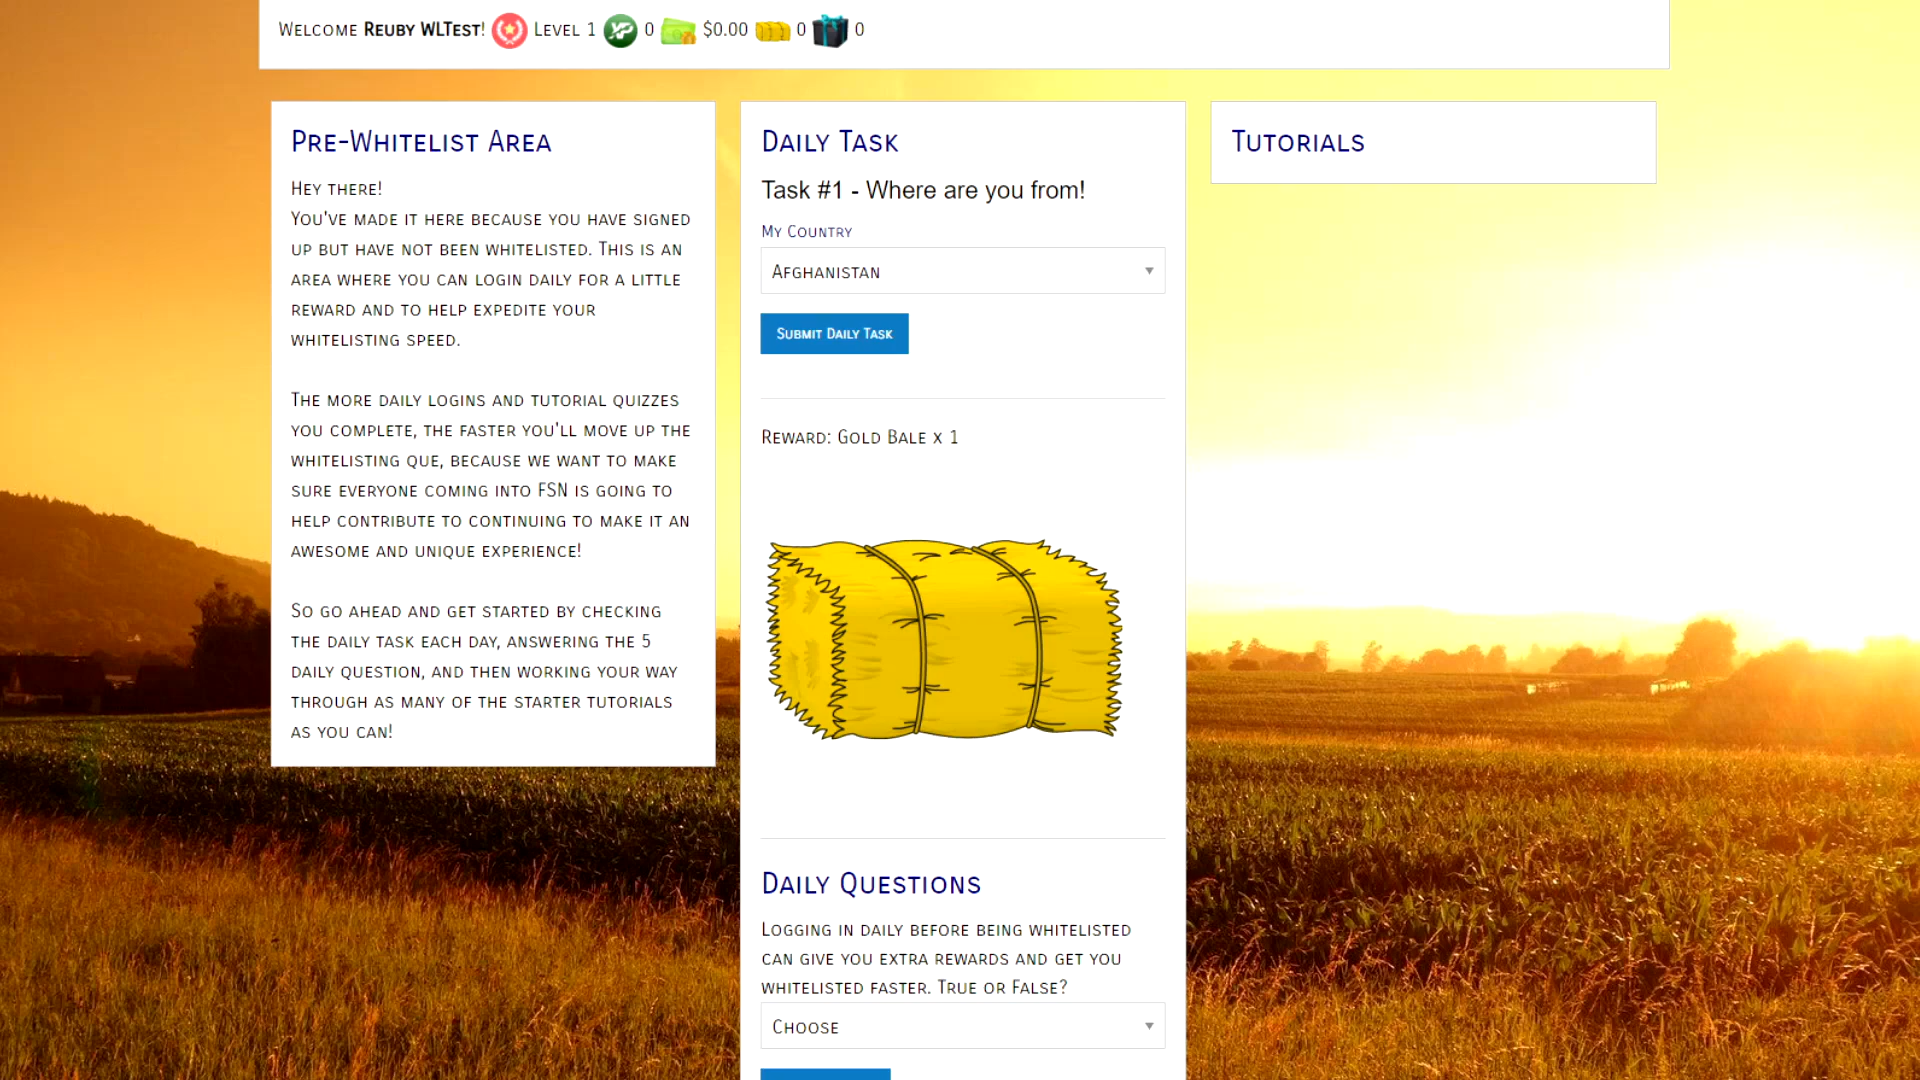 Welcome Reuby WLTest! Level 1 0 $0.00 0 0
Pre-Whitelist Area
Hey there!
You've made it here because you have signed
up but have not been whitelisted. This is an
area where you can login daily for a little
reward and to help expedite your
whitelisting speed.
The more daily logins and tutorial quizzes
you complete, the faster you'll move up the
whitelisting que, because we want to make
sure everyone coming into FSN is going to
help contribute to continuing to make it an
awesome and unique experience!
So go ahead and get started by checking
the daily task each day, answering the 5
daily question, and then working your way
through as many of the starter tutorials
as you can!
Daily Task
Task #1 - Where are you from!
My Country
Afghanistan
Submit Daily Task
Reward: Gold Bale x 1
Daily Questions
Logging in daily before being whitelisted
can give you extra rewards and get you
whitelisted faster. True or False?
Choose
Tutorials